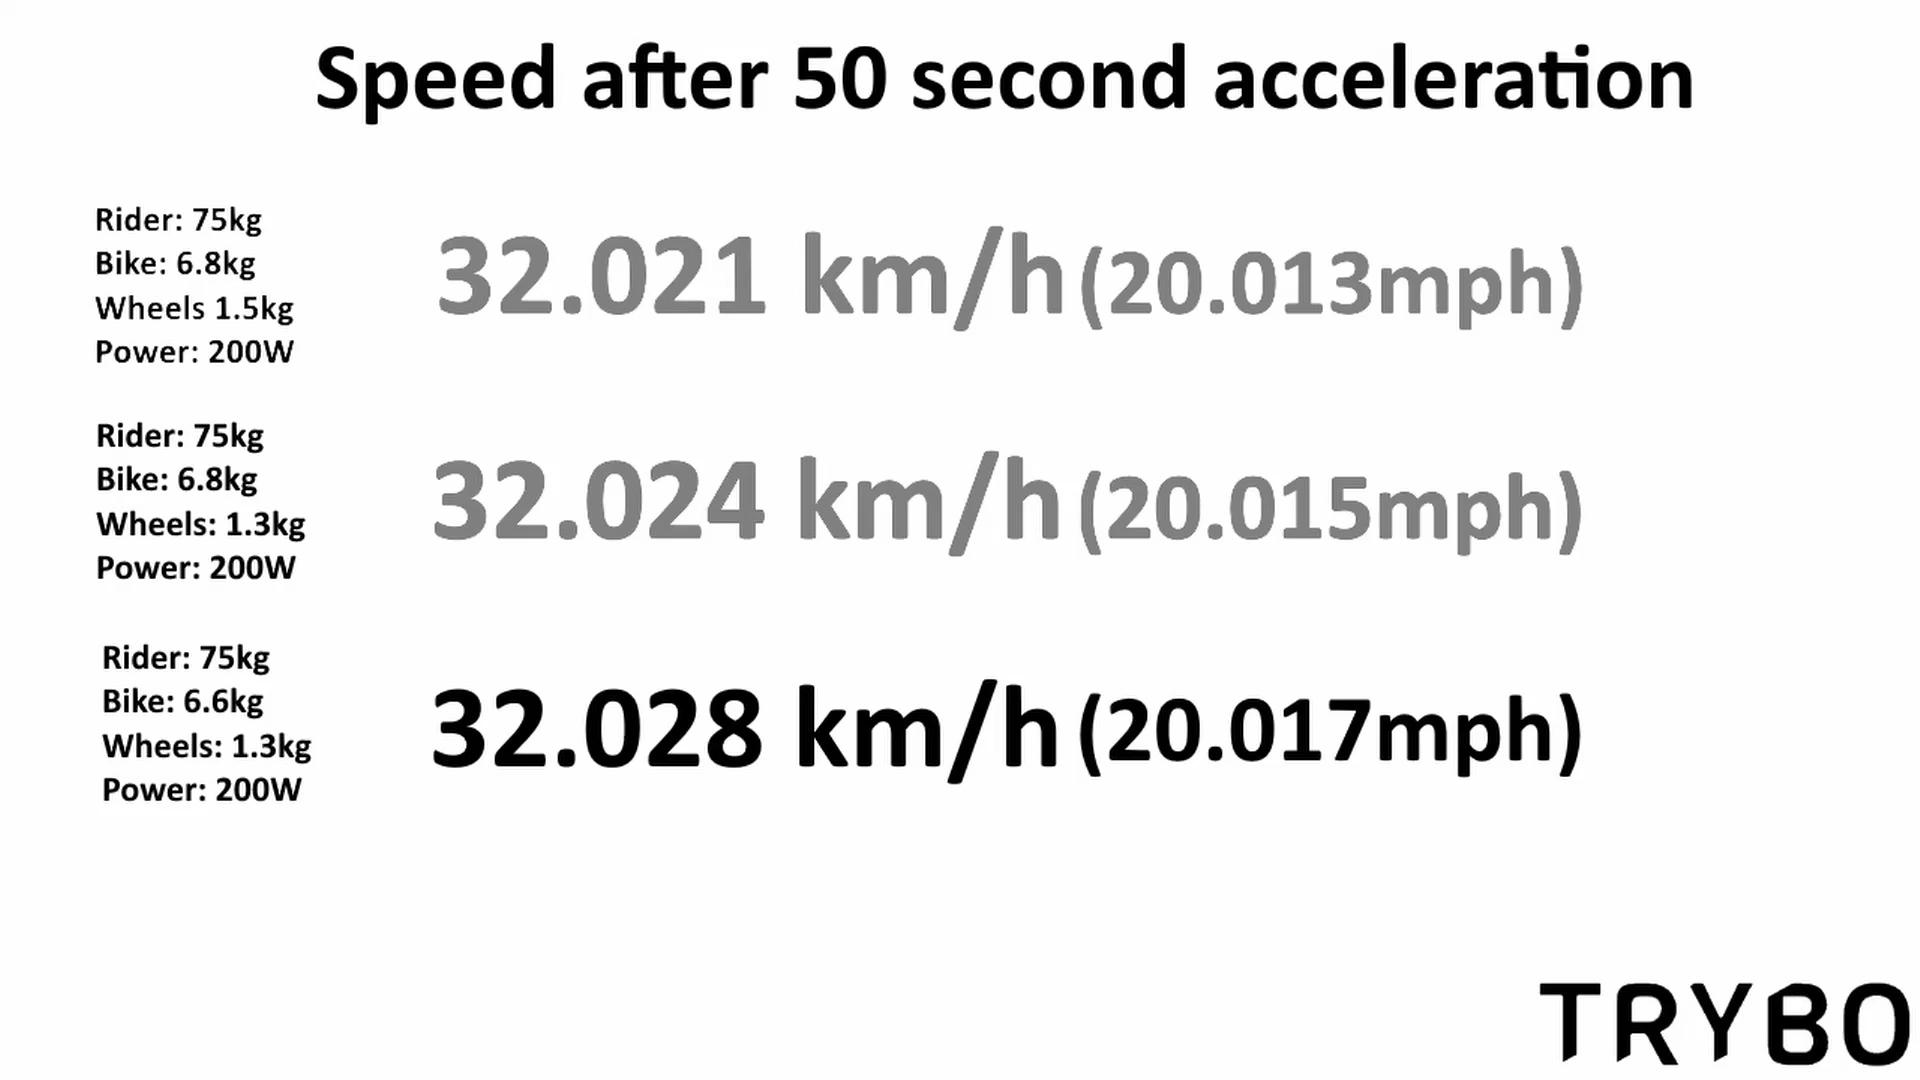 Speed after 50 second acceleration
Rider: 75kg
Bike: 6.8kg
Wheels 1.5kg
Power: 200W
32.021 km/h (20.013mph)
Rider: 75kg
Bike: 6.8kg
Wheels: 1.3kg
Power: 200W
32.024 km/h (20.015mph)
Rider: 75kg
Bike: 6.6kg
Wheels: 1.3kg
Power: 200W
32.028 km/h (20.017mph)
TRYBO